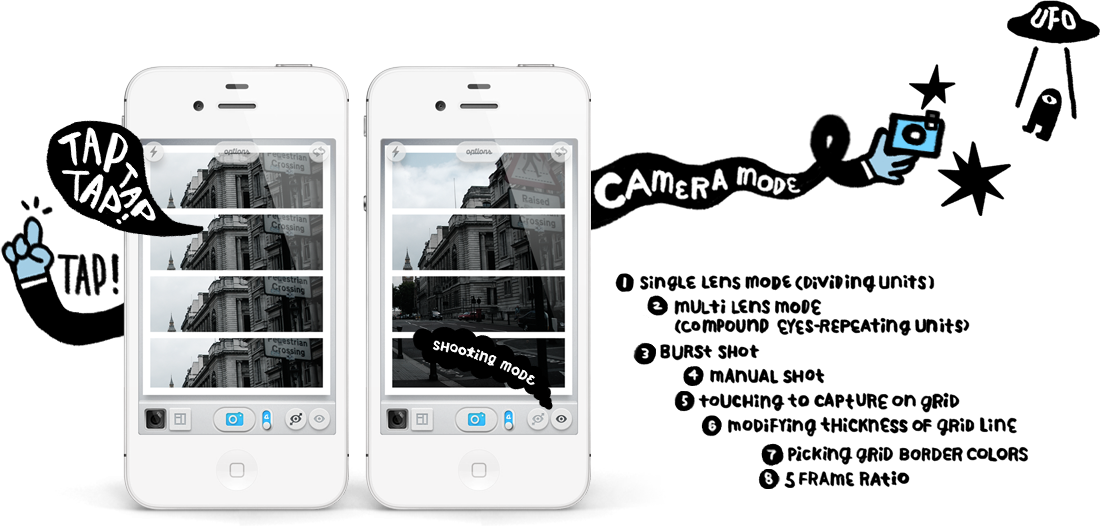 UFO
TAP
TAP
TAP!
TAP!
options
Pedestrian
Crossing
Pedestrian
Crossing
Pedestrian
Crossing
Pedestrian
Crossing
options
Raised
SHOOTING MODE
CAMERA MODE
1 SINGLE LENS MODE (DIVIDING UNITS)
2 MULTI LENS MODE
(COMPOUND EYES-REPEATING UNITS)
3 BURST SHOT
4 MANUAL SHOT
5 TOUCHING TO CAPTURE ON GRID
6 MODIFYING THICKNESS OF GRID LINE
7 PICKING GRID BORDER COLORS
8 5 FRAME RATIO